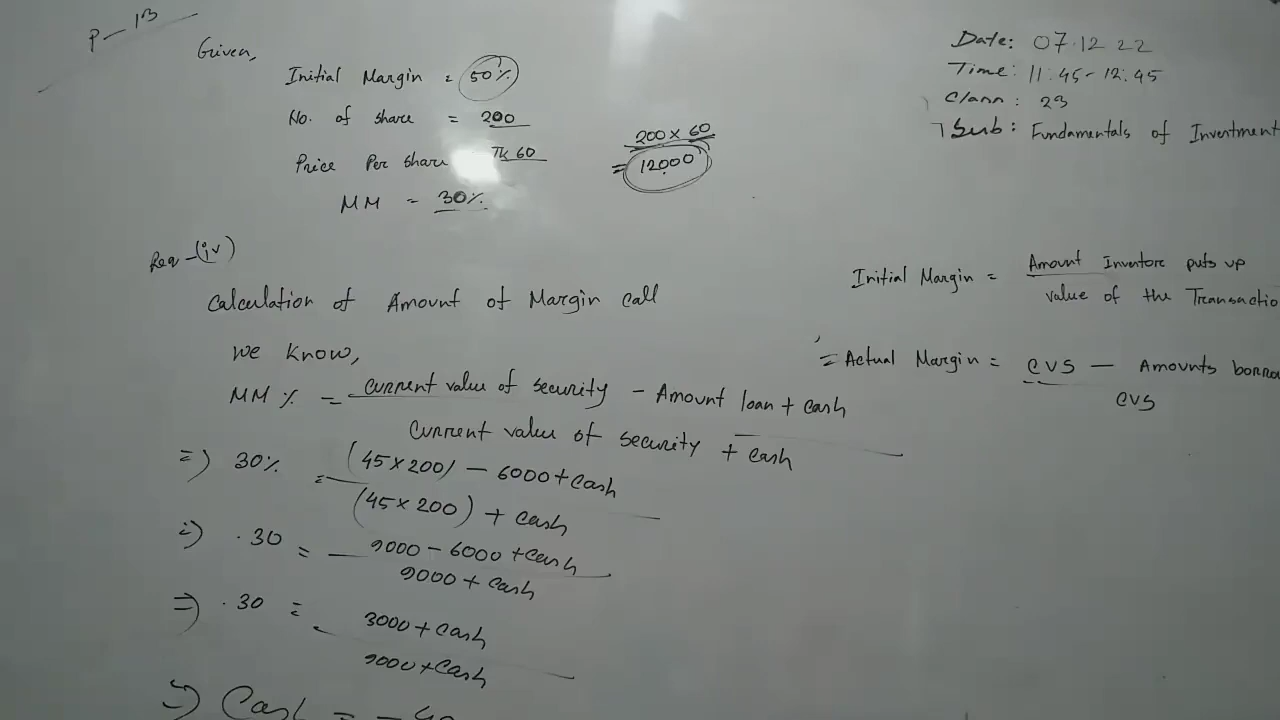 P-13
Given,
Initial Margin = 50%
No. of share = 200
Price Per share Tk 60
MM = 30%
200 x 60
= 12000
Date: 07.12 22
Time: 11:45-12:45
Class: 23
Sub: Fundamentals of Investment
Req-(iv)
Calculation of Amount of Margin call
we know,
MM % = current value of security - Amount loan + cash
current value of security + cash
=> 30% = (45 x 200) - 6000 + cash
(45 x 200) + cash
=> .30 = 9000 - 6000 + cash
9000 + cash
=> .30 = 3000 + cash
9000 + cash
=> Cash = -
Initial Margin = Amount Investore puts up
value of the Transactio
= Actual Margin = CVS - Amounts borro
CVS